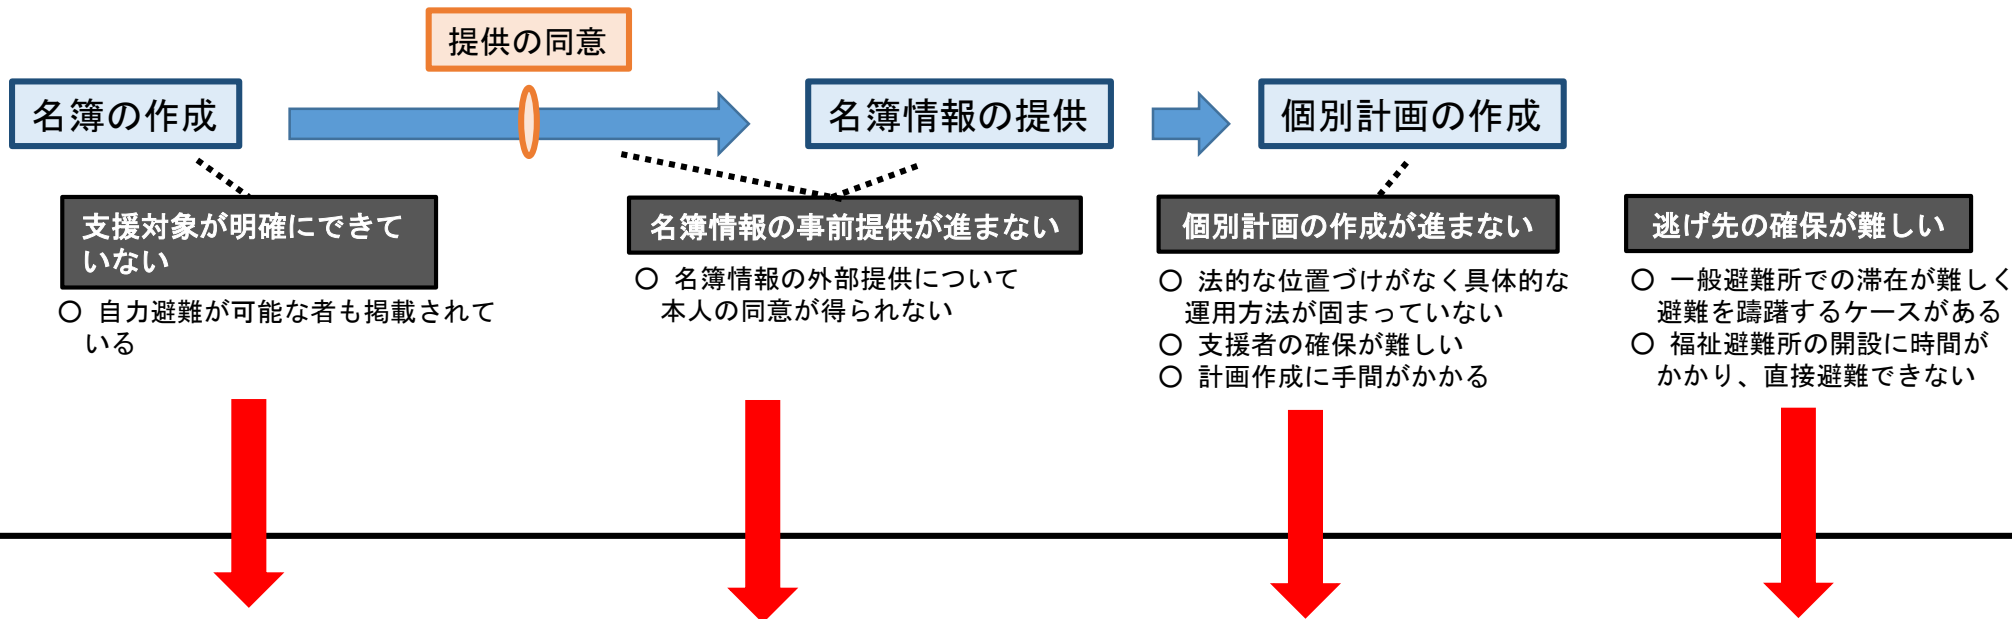 提供の同意
名簿の作成
名簿情報の提供
個別計画の作成
支援対象が明確にできて
いない
○ 自力避難が可能な者も掲載されて
いる
名簿情報の事前提供が進まない
○ 名簿情報の外部提供について
本人の同意が得られない
個別計画の作成が進まない
○ 法的な位置づけがなく具体的な
運用方法が固まっていない
○ 支援者の確保が難しい
○ 計画作成に手間がかかる
逃げ先の確保が難しい
○ 一般避難所での滞在が難しく
避難を躊躇するケースがある
○ 福祉避難所の開設に時間が
かかり、直接避難できない